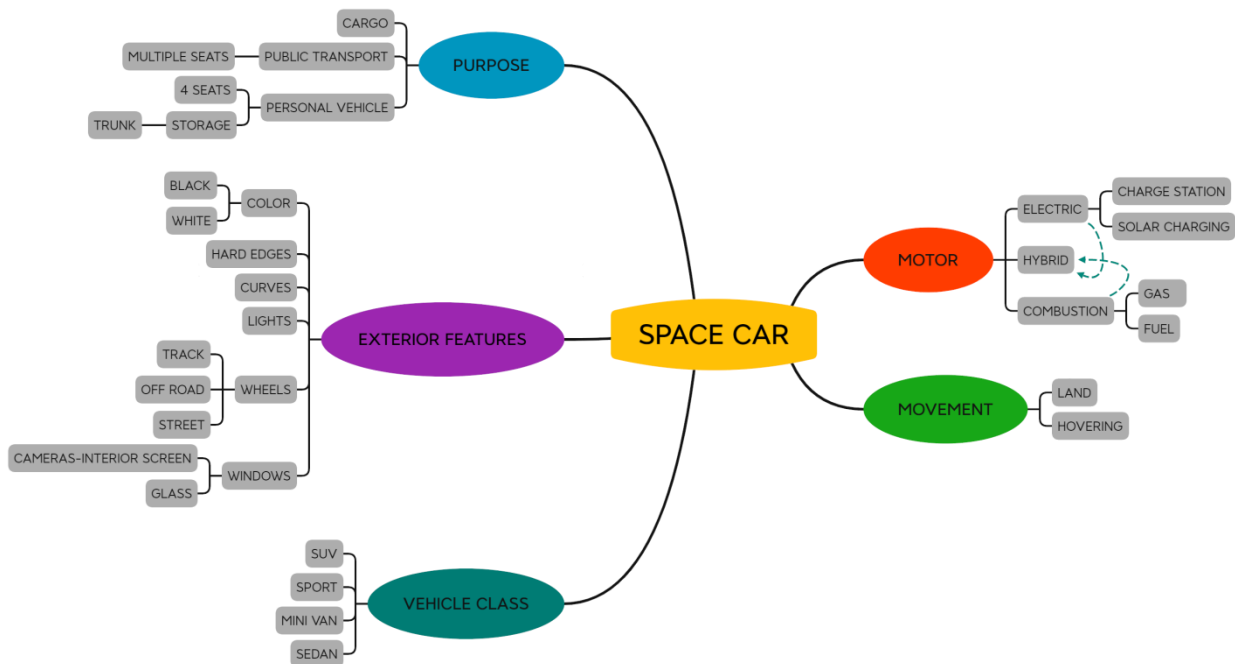 SPACE CAR
PURPOSE
CARGO
PUBLIC TRANSPORT
MULTIPLE SEATS
PERSONAL VEHICLE
4 SEATS
STORAGE
TRUNK
EXTERIOR FEATURES
COLOR
BLACK
WHITE
HARD EDGES
CURVES
LIGHTS
WHEELS
TRACK
OFF ROAD
STREET
WINDOWS
CAMERAS-INTERIOR SCREEN
GLASS
VEHICLE CLASS
SUV
SPORT
MINI VAN
SEDAN
MOTOR
ELECTRIC
CHARGE STATION
SOLAR CHARGING
HYBRID
COMBUSTION
GAS
FUEL
MOVEMENT
LAND
HOVERING